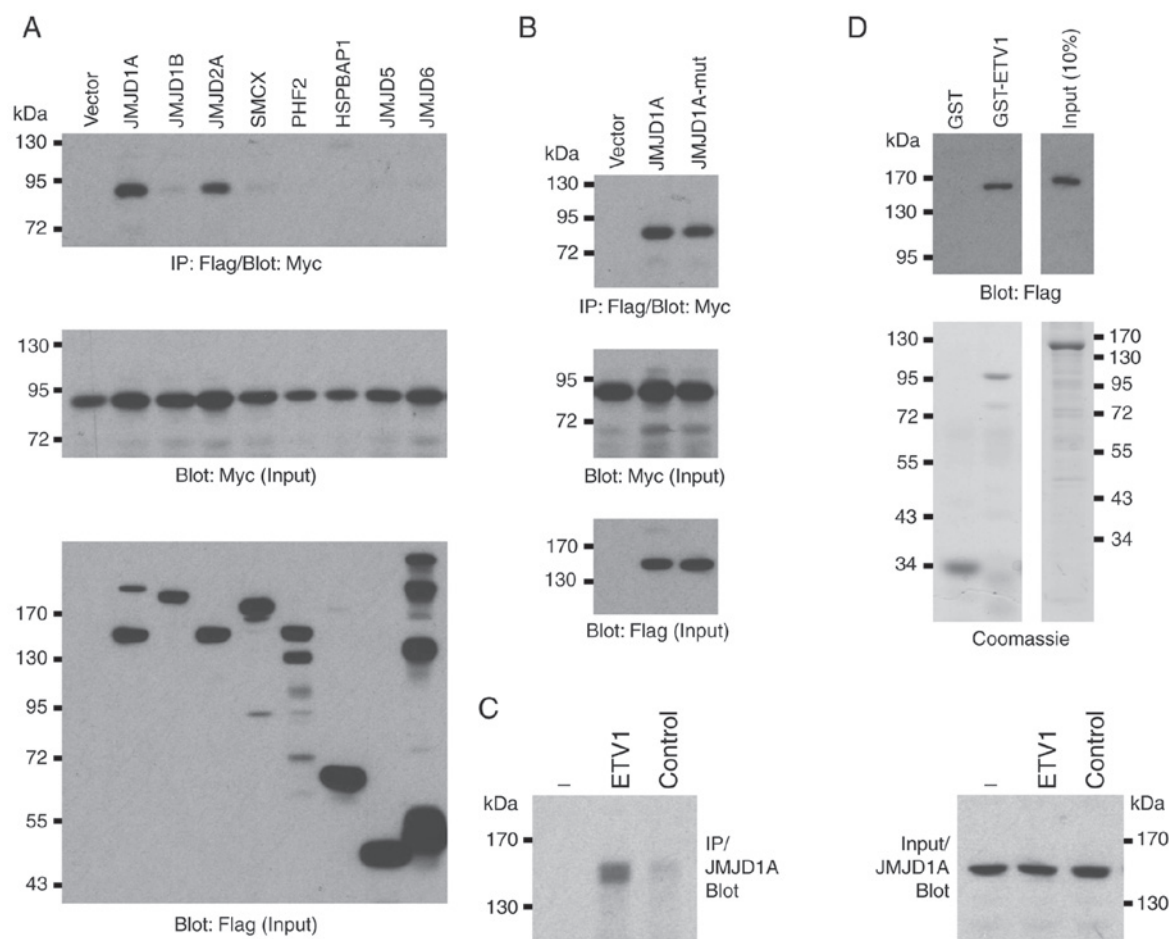 A
kDa
Vector
JMJD1A
JMJD1B
JMJD2A
SMCX
PHF2
HSPBAP1
JMJD5
JMJD6
130
95
72
IP: Flag/Blot: Myc
130
95
72
Blot: Myc (Input)
170
130
95
72
55
43
Blot: Flag (Input)
B
kDa
Vector
JMJD1A
JMJD1A-mut
130
95
72
IP: Flag/Blot: Myc
95
72
Blot: Myc (Input)
170
130
Blot: Flag (Input)
C
kDa
–
ETV1
Control
170
130
IP/
JMJD1A
Blot
–
ETV1
Control
kDa
Input/
JMJD1A
Blot
170
130
D
kDa
GST
GST-ETV1
Input (10%)
170
130
95
Blot: Flag
130
95
72
55
43
34
170
130
95
72
55
43
34
Coomassie